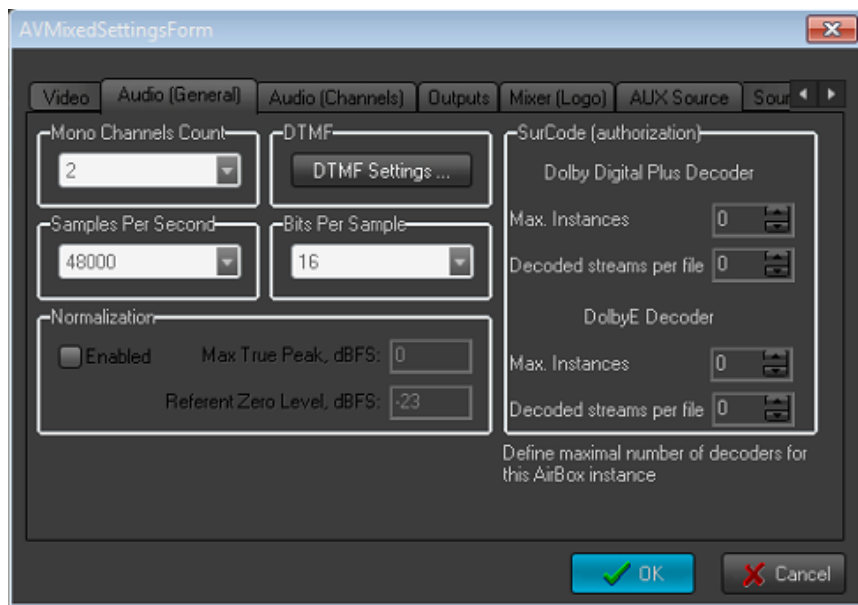 AVMixedSettingsForm
Video
Audio (General)
Audio (Channels)
Outputs
Mixer (Logo)
AUX Source
Sour
Mono Channels Count
2
DTMF
DTMF Settings ...
Samples Per Second
48000
Bits Per Sample
16
Normalization
Enabled
Max True Peak, dBFS: 0
Referent Zero Level, dBFS: -23
SurCode (authorization)
Dolby Digital Plus Decoder
Max. Instances 0
Decoded streams per file 0
DolbyE Decoder
Max. Instances 0
Decoded streams per file 0
Define maximal number of decoders for
this AirBox instance
OK
Cancel